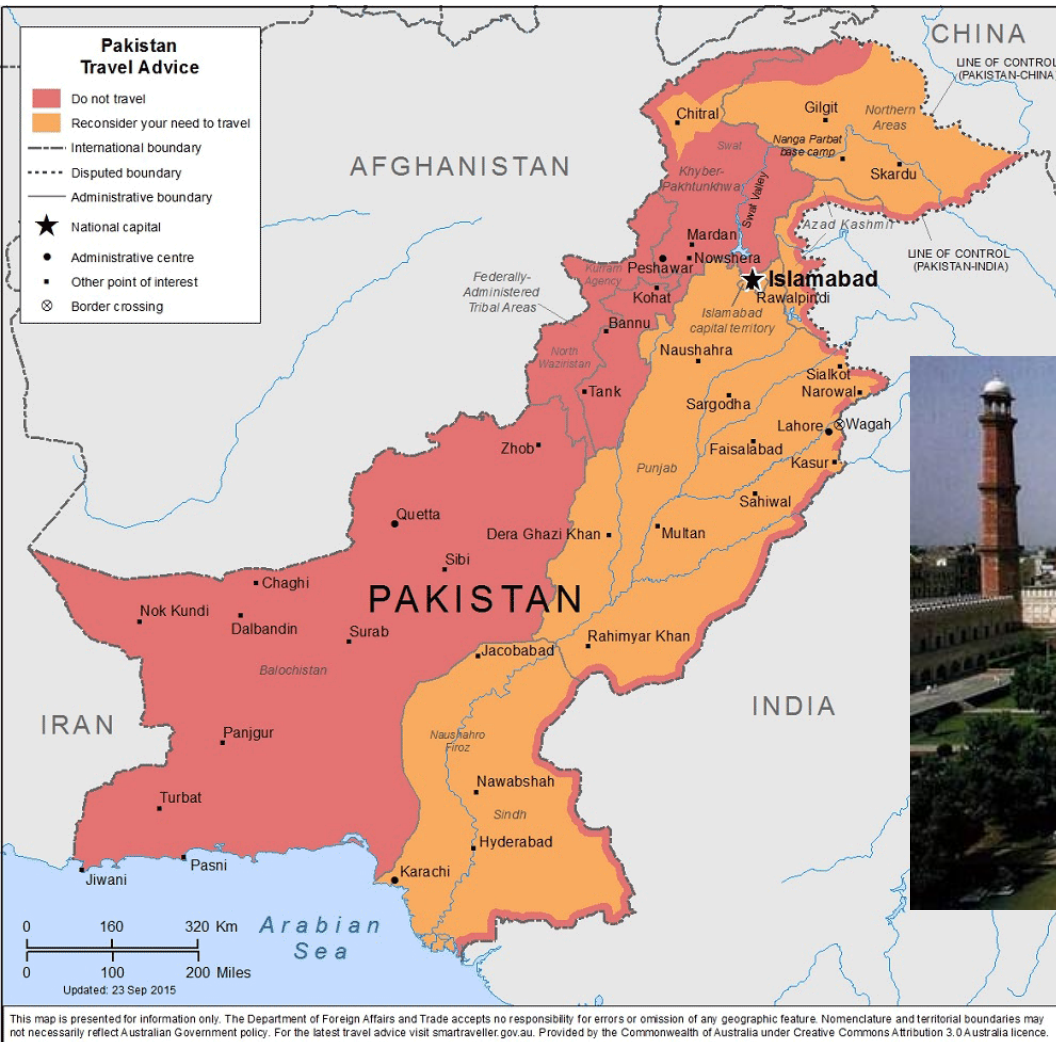 Pakistan
Travel Advice
Do not travel
Reconsider your need to travel
International boundary
Disputed boundary
Administrative boundary
National capital
Administrative centre
Other point of interest
Border crossing
CHINA
LINE OF CONTROL
(PAKISTAN-CHINA)
Chitral
Gilgit
Northern
Areas
Nanga Parbat
base camp
Skardu
Swat
AFGHANISTAN
Khyber-
Pakhtunkhwa
Swat Valley
Azad Kashmir
LINE OF CONTROL
(PAKISTAN-INDIA)
Mardan
Nowshera
Peshawar
Kurram
Agency
Islamabad
Rawalpindi
Federally-
Administered
Tribal Areas
Kohat
Islamabad
capital territory
Bannu
Naushahra
North
Waziristan
Sialkot
Narowal
Tank
Sargodha
Lahore
Wagah
Zhob
Faisalabad
Kasur
Punjab
Sahiwal
Quetta
Dera Ghazi Khan
Multan
Sibi
Chaghi
PAKISTAN
Nok Kundi
Dalbandin
Surab
Rahimyar Khan
Jacobabad
Balochistan
IRAN
INDIA
Panjgur
Naushahro
Firoz
Nawabshah
Turbat
Sindh
Hyderabad
Pasni
Jiwani
Karachi
Arabian
Sea
0 160 320 Km
0 100 200 Miles
Updated: 23 Sep 2015
This map is presented for information only. The Department of Foreign Affairs and Trade accepts no responsibility for errors or omission of any geographic feature. Nomenclature and territorial boundaries may
not necessarily reflect Australian Government policy. For the latest travel advice visit smartraveller.gov.au. Provided by the Commonwealth of Australia under Creative Commons Attribution 3.0 Australia licence.